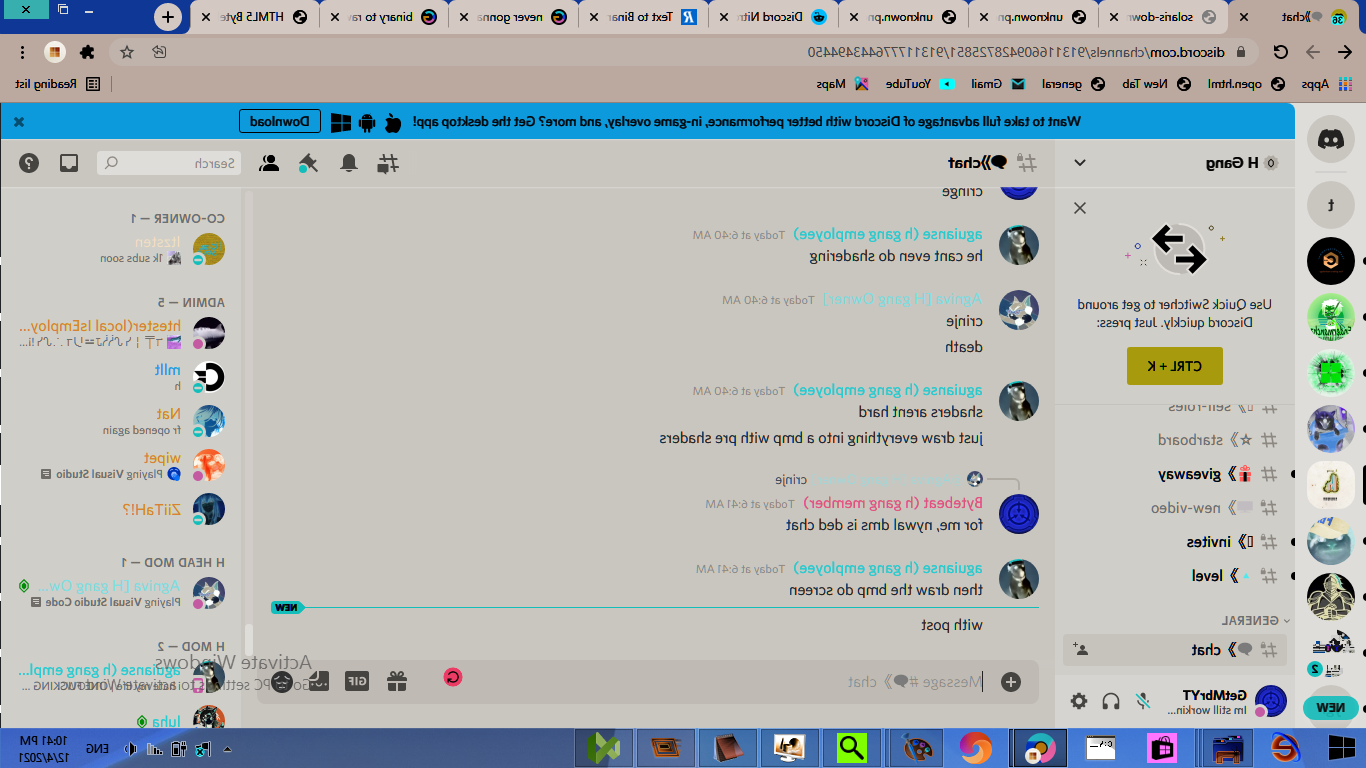 chat
solaris-down
unknown.pn
unknown.pn
Discord Nitr
Text to Binar
never gonna
binary to
HTML5 Byte
discord.com/channels/913116609428725851/913111777644349450
Apps
open.html
New Tab
general
Gmail
YouTube
Maps
Reading list
Want to take full advantage of Discord with better performance, in-game overlay, and more? Get the desktop app!
Download
H Gang
Use Quick Switcher to get around
Discord quickly. Just press:
CTRL + K
self-roles
starboard
giveaway
new-video
invites
level
GENERAL
chat
GetMbrYT
Im still workin...
NEW
chat
Search
cringe
aguianse (h gang employee) Today at 6:40 AM
he cant even do shadering
Agniva [H gang Owner] Today at 6:40 AM
crinje
death
aguianse (h gang employee) Today at 6:40 AM
shaders arent hard
just draw everything into a bmp with pre shaders
crinje
Bytebeat (h gang member) Today at 6:41 AM
for me, nywal dms is ded chat
aguianse (h gang employee) Today at 6:41 AM
then draw the bmp do screen
NEW
with post
Message # chat
GIF
CO-OWNER — 1
Itzsten
1k subs soon
ADMIN — 5
htester(local IsEmploy...
mllt
h
Nat
fr opened again
wipet
Playing Visual Studio
ZiiTaH!?
H HEAD MOD — 1
Agniva [H gang Ow...
Playing Visual Studio Code
H MOD — 2
aguianse (h gang empl...
luha
Activate Windows
Go to PC settings to activate Windows.
ENG
10:41 PM
12/4/2021